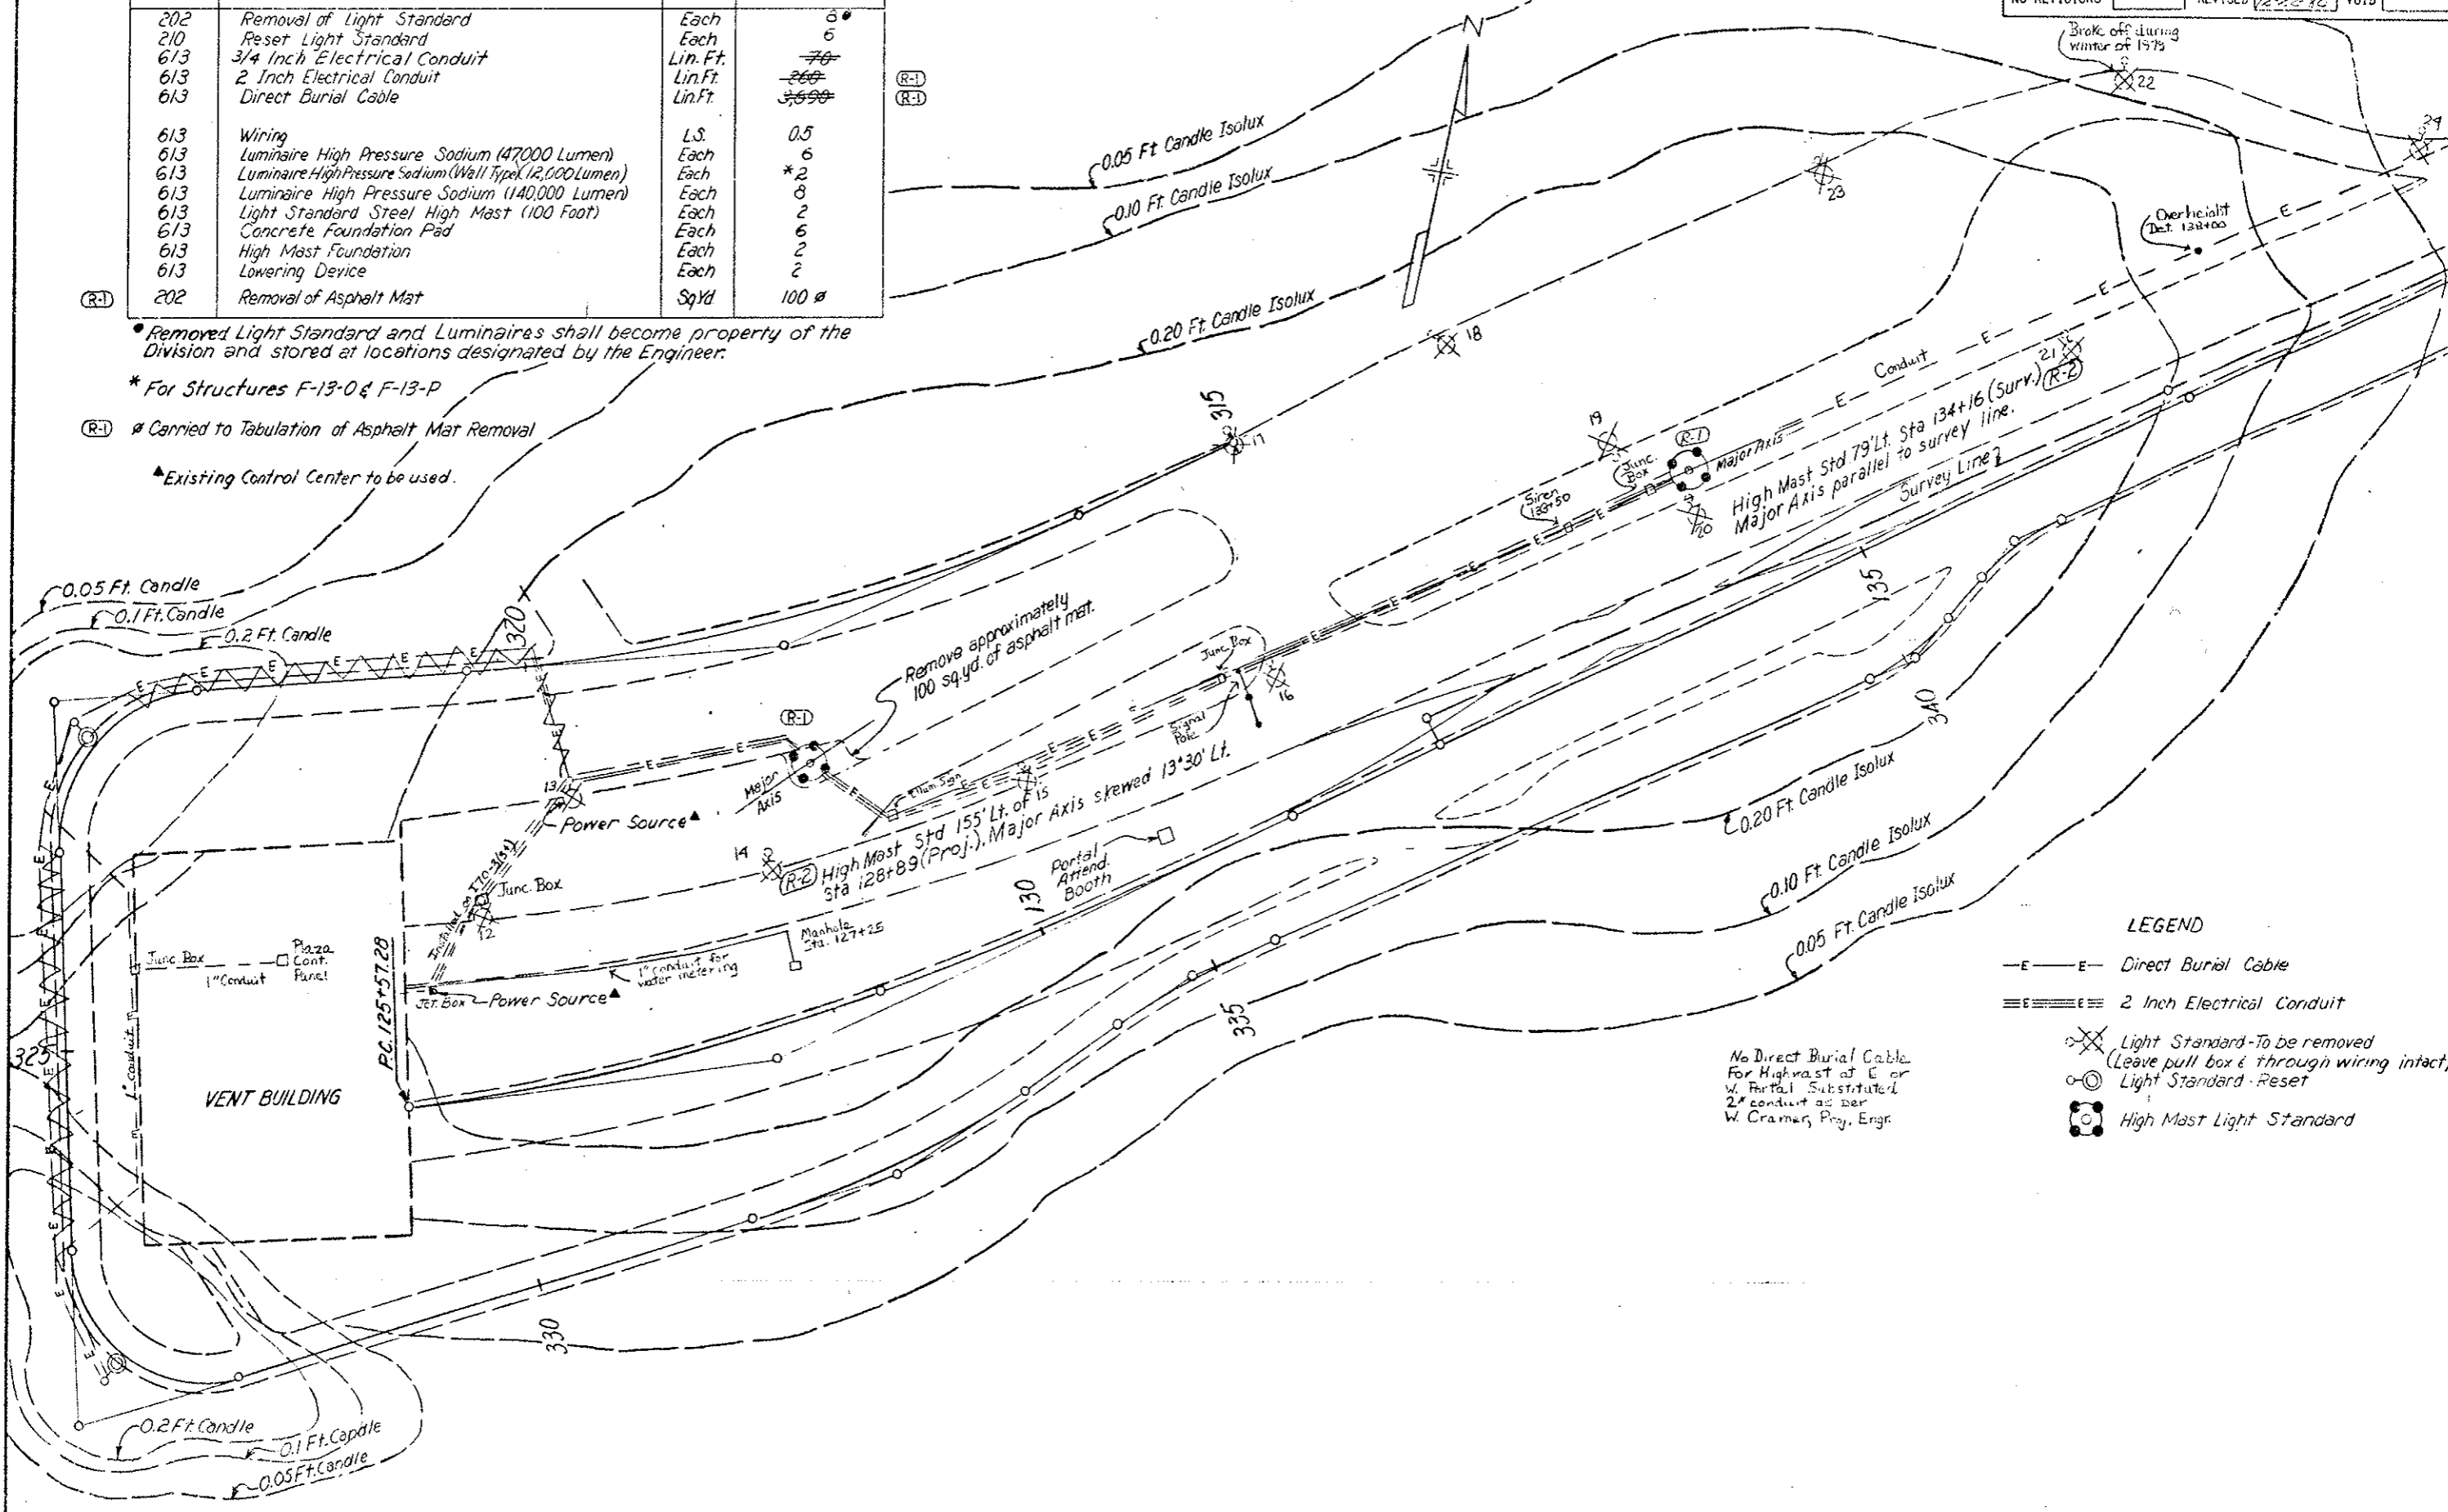 NO REVISIONS REVISED VOID
202 Removal of Light Standard Each 8●
210 Reset Light Standard Each 6
613 3/4 Inch Electrical Conduit Lin. Ft. 70
613 2 Inch Electrical Conduit Lin.Ft. 260 (R-1)
613 Direct Burial Cable Lin.Ft. 3,690 (R-1)
613 Wiring L.S. 0.5
613 Luminaire High Pressure Sodium (47000 Lumen) Each 6
613 Luminaire High Pressure Sodium (Wall Type)(12,000 Lumen) Each *2
613 Luminaire High Pressure Sodium (140,000 Lumen) Each 8
613 Light Standard Steel High Mast (100 Foot) Each 2
613 Concrete Foundation Pad Each 6
613 High Mast Foundation Each 2
613 Lowering Device Each 2
(R-1) 202 Removal of Asphalt Mat Sq.Yd 100 ø
● Removed Light Standard and Luminaires shall become property of the
Division and stored at locations designated by the Engineer.
* For Structures F-13-O & F-13-P
(R-1) ø Carried to Tabulation of Asphalt Mat Removal
▲Existing Control Center to be used.
N
Broke off during
winter of 1979
22
24
23
0.05 Ft Candle Isolux
0.10 Ft Candle Isolux
0.20 Ft. Candle Isolux
Overheight
Det. 138+00
E
E
18
315
17
Conduit
E
E
21
19
(R-1)
Junc.
Box
Major Axis
High Mast Std 79'Lt. Sta 134+16 (Surv.) (R-2)
Major Axis parallel to survey line.
Survey Line
Siren
133+50
20
135
0.05 Ft. Candle
0.1 Ft. Candle
0.2 Ft. Candle
320
Remove approximately
100 sq.yd. of asphalt mat.
Junc. Box
16
Signal
Pole
340
(R-1)
Major
Axis
Illum. Sign
13
Power Source▲
15
High Mast Std 155' Lt. of
(R-2) Sta 128+89 (Proj.), Major Axis skewed 13°30' Lt.
14
Portal
Attend.
Booth
130
0.20 Ft. Candle Isolux
0.10 Ft. Candle Isolux
0.05 Ft. Candle Isolux
Junc. Box
12
Manhole
Sta. 127+25
1" conduit for
water metering
Jct. Box
Power Source▲
P.C. 125+57.28
Junc. Box
1"Conduit
Plaza
Cont.
Panel
1" conduit
325
335
VENT BUILDING
330
LEGEND
—E——E— Direct Burial Cable
E E 2 Inch Electrical Conduit
Light Standard-To be removed
(Leave pull box & through wiring intact)
Light Standard-Reset
High Mast Light Standard
No Direct Burial Cable
For Highmast at E or
W. Portal Substituted
2" conduit as per
W. Cramer, Proj. Engr.
0.2 Ft. Candle
0.1 Ft. Candle
0.05 Ft. Candle